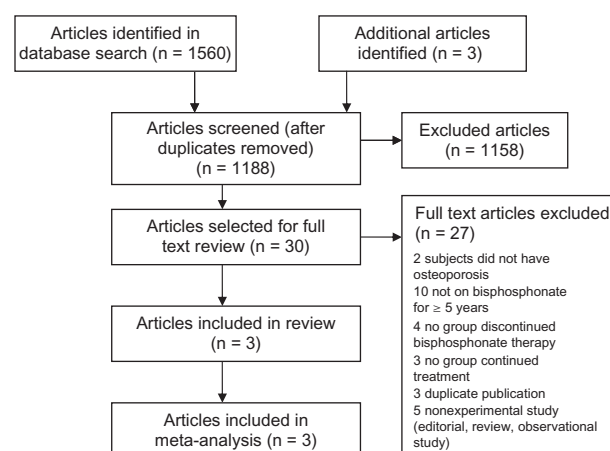 Articles identified in
database search (n = 1560)
Additional articles
identified (n = 3)
Articles screened (after
duplicates removed)
(n = 1188)
Excluded articles
(n = 1158)
Articles selected for full
text review (n = 30)
Full text articles excluded
(n = 27)
2 subjects did not have
osteoporosis
10 not on bisphosphonate
for ≥ 5 years
4 no group discontinued
bisphosphonate therapy
3 no group continued
treatment
3 duplicate publication
5 nonexperimental study
(editorial, review, observational
study)
Articles included in review
(n = 3)
Articles included in
meta-analysis (n = 3)